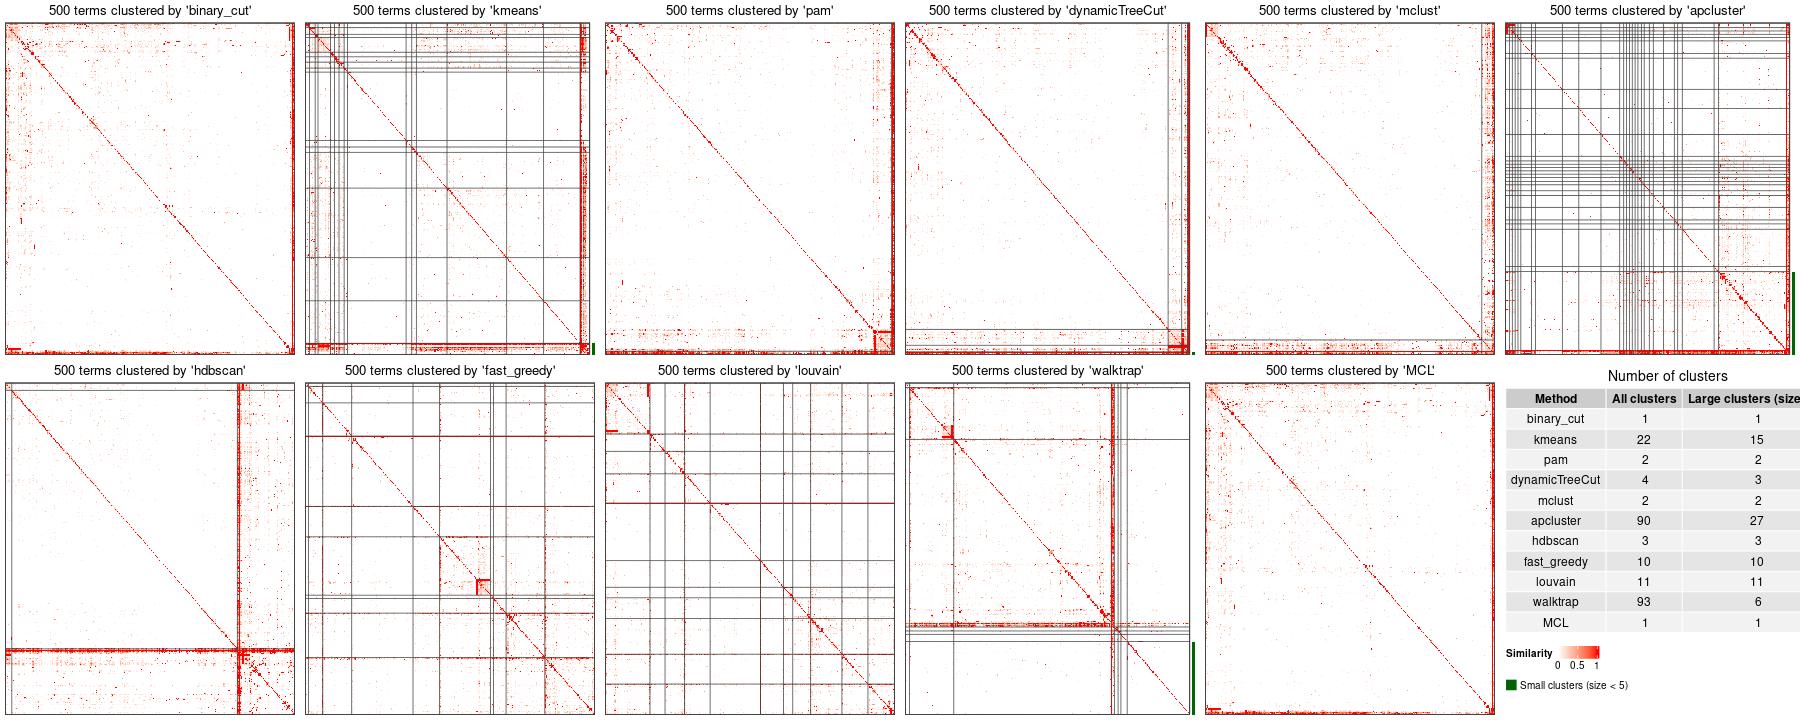 500 terms clustered by 'binary_cut'
500 terms clustered by 'kmeans'
500 terms clustered by 'pam'
500 terms clustered by 'dynamicTreeCut'
500 terms clustered by 'mclust'
500 terms clustered by 'apcluster'
500 terms clustered by 'hdbscan'
500 terms clustered by 'fast_greedy'
500 terms clustered by 'louvain'
500 terms clustered by 'walktrap'
500 terms clustered by 'MCL'
Number of clusters
Method All clusters Large clusters (size
binary_cut 1 1
kmeans 22 15
pam 2 2
dynamicTreeCut 4 3
mclust 2 2
apcluster 90 27
hdbscan 3 3
fast_greedy 10 10
louvain 11 11
walktrap 93 6
MCL 1 1
Similarity
0 0.5 1
Small clusters (size < 5)